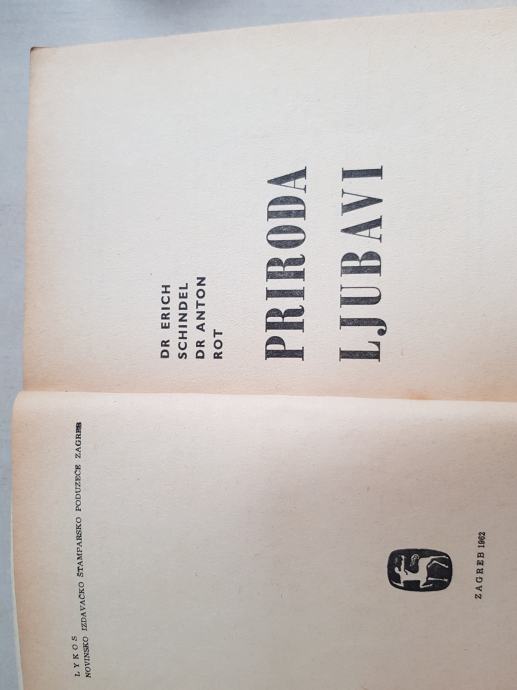 LYKOS
NOVINSKO IZDAVAČKO ŠTAMPARSKO PODUZEĆE ZAGREB
ZAGREB 1962
DR ERICH
SCHINDEL
DR ANTON
ROT
PRIRODA
LJUBAVI